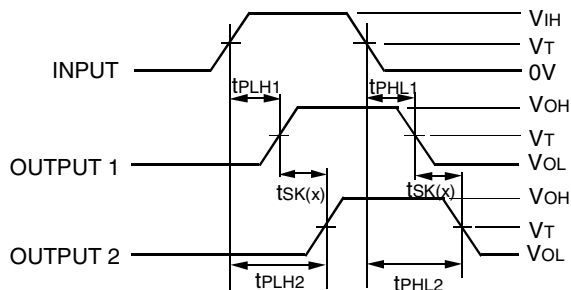 VIH
VT
INPUT
0V
tPLH1
tPHL1
VOH
VT
OUTPUT 1
VOL
tSK(x)
tSK(x)
VOH
VT
OUTPUT 2
VOL
tPLH2
tPHL2